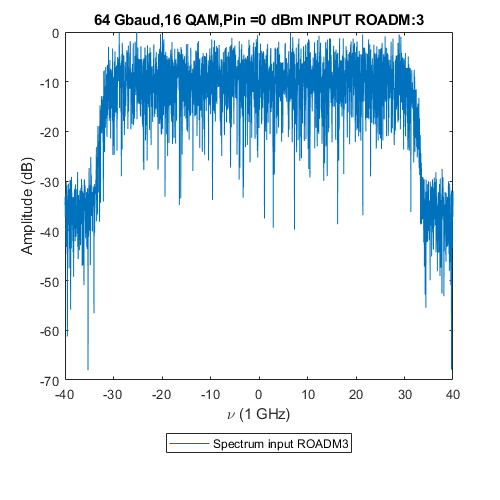 64 Gbaud,16 QAM,Pin =0 dBm INPUT ROADM:3
0
-10
-20
-30
-40
-50
-60
-70
Amplitude (dB)
-40 -30 -20 -10 0 10 20 30 40
ν (1 GHz)
Spectrum input ROADM3